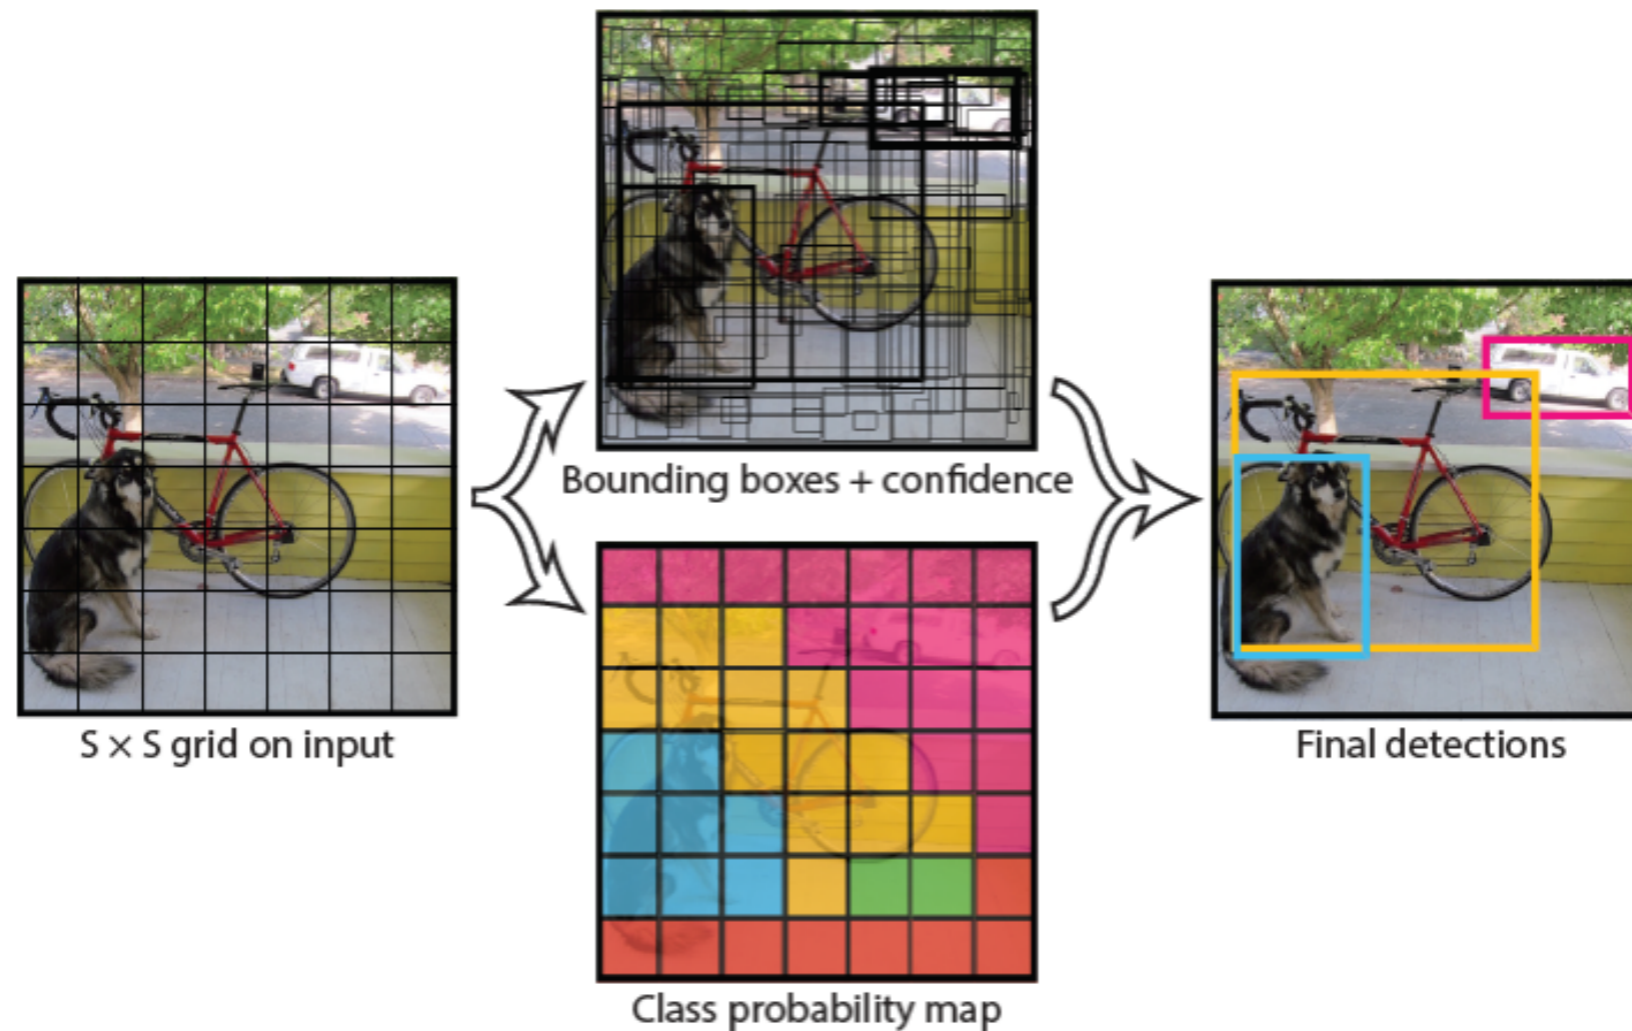 S × S grid on input
Bounding boxes + confidence
Class probability map
Final detections